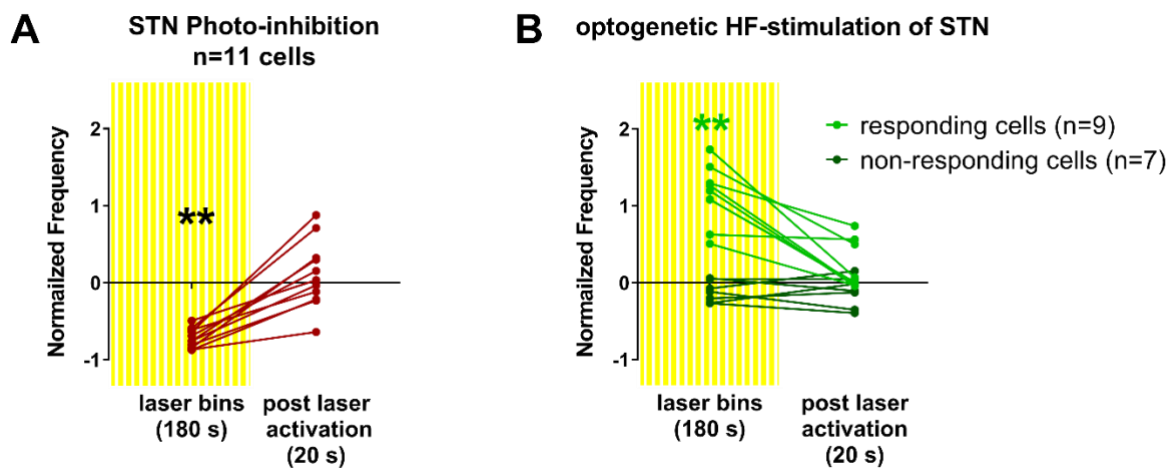 A
STN Photo-inhibition
n=11 cells
Normailzed Frequency
2
1
0
-1
**
laser bins
(180 s)
post laser
activation
(20 s)
B
optogenetic HF-stimulation of STN
Normailzed Frequency
2
1
0
-1
**
responding cells (n=9)
non-responding cells (n=7)
laser bins
(180 s)
post laser
activation
(20 s)